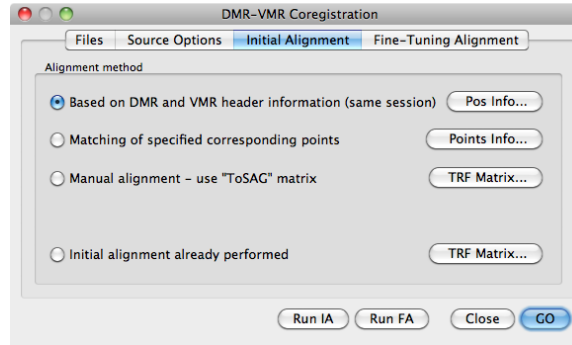 DMR-VMR Coregistration
Files Source Options Initial Alignment Fine-Tuning Alignment
Alignment method
Based on DMR and VMR header information (same session) Pos Info...
Matching of specified corresponding points Points Info...
Manual alignment - use "ToSAG" matrix TRF Matrix...
Initial alignment already performed TRF Matrix...
Run IA Run FA Close GO